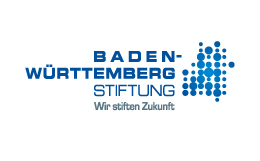 BADEN-
WÜRTTEMBERG
STIFTUNG
Wir stiften Zukunft